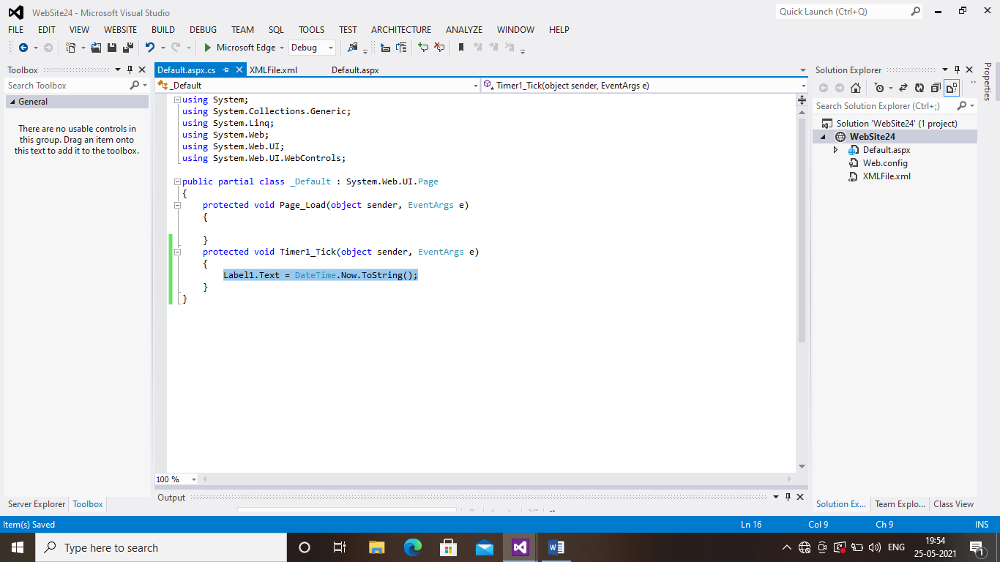 WebSite24 - Microsoft Visual Studio
Quick Launch (Ctrl+Q)
FILE EDIT VIEW WEBSITE BUILD DEBUG TEAM SQL TOOLS TEST ARCHITECTURE ANALYZE WINDOW HELP
Microsoft Edge Debug
Toolbox
Search Toolbox
General
There are no usable controls in
this group. Drag an item onto
this text to add it to the toolbox.
Server Explorer Toolbox
Default.aspx.cs XMLFile.xml Default.aspx
_Default Timer1_Tick(object sender, EventArgs e)
using System;
using System.Collections.Generic;
using System.Linq;
using System.Web;
using System.Web.UI;
using System.Web.UI.WebControls;
public partial class _Default : System.Web.UI.Page
{
protected void Page_Load(object sender, EventArgs e)
{
}
protected void Timer1_Tick(object sender, EventArgs e)
{
Label1.Text = DateTime.Now.ToString();
}
}
100 %
Output
Solution Explorer
Search Solution Explorer (Ctrl+;)
Solution 'WebSite24' (1 project)
WebSite24
Default.aspx
Web.config
XMLFile.xml
Solution Ex... Team Explo... Class View
Properties
Item(s) Saved Ln 16 Col 9 Ch 9 INS
Type here to search
ENG
19:54
25-05-2021
1